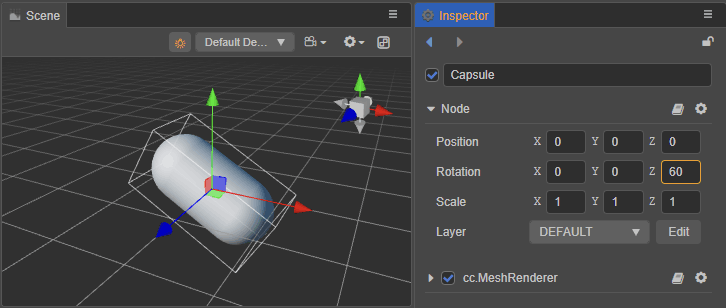 Scene
Inspector
Default De...
Capsule
Node
Position X 0 Y 0 Z 0
Rotation X 0 Y 0 Z 60
Scale X 1 Y 1 Z 1
Layer DEFAULT Edit
cc.MeshRenderer